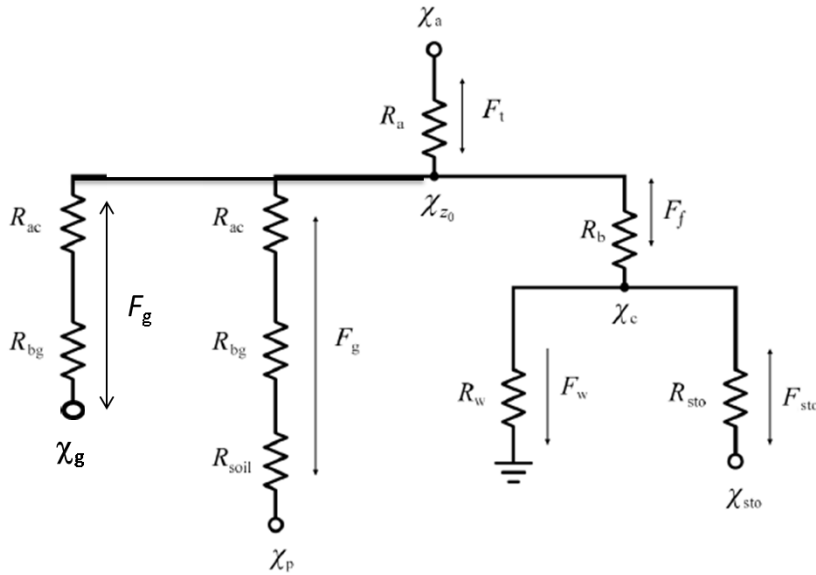 χa
Ra
Ft
χz0
Rac
Rac
Rb
Ff
Fg
χc
Rbg
Rbg
Fg
Rw
Fw
Rsto
Fsto
χg
Rsoil
χsto
χp